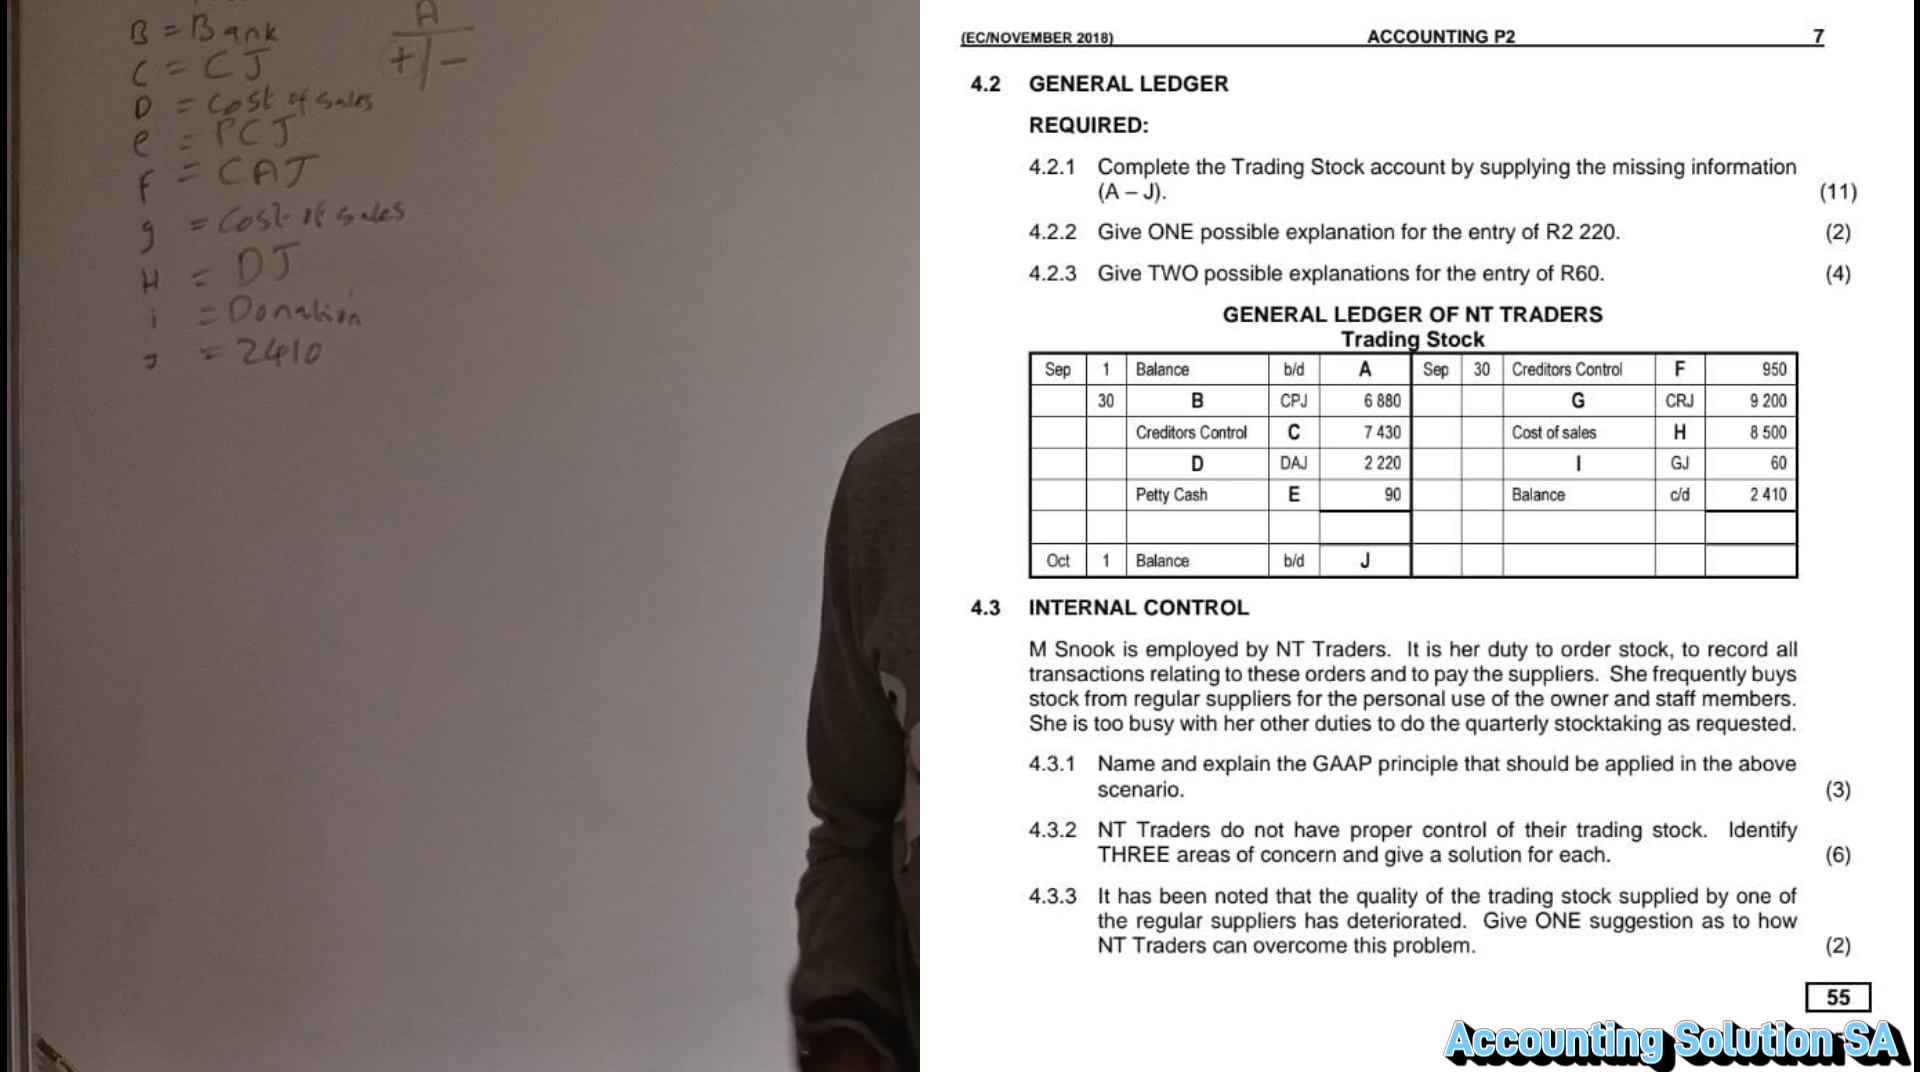 B = Bank
A
C = CJ
+/-
D = Cost of sales
e = PCJ
F = CAJ
g = Cost of sales
H = DJ
i = Donation
J = 2410
(EC/NOVEMBER 2018) ACCOUNTING P2 7
4.2 GENERAL LEDGER
REQUIRED:
4.2.1 Complete the Trading Stock account by supplying the missing information
(A – J). (11)
4.2.2 Give ONE possible explanation for the entry of R2 220. (2)
4.2.3 Give TWO possible explanations for the entry of R60. (4)
GENERAL LEDGER OF NT TRADERS
Trading Stock
Sep 1 Balance b/d A Sep 30 Creditors Control F 950
30 B CPJ 6 880 G CRJ 9 200
Creditors Control C 7 430 Cost of sales H 8 500
D DAJ 2 220 I GJ 60
Petty Cash E 90 Balance c/d 2 410
Oct 1 Balance b/d J
4.3 INTERNAL CONTROL
M Snook is employed by NT Traders. It is her duty to order stock, to record all
transactions relating to these orders and to pay the suppliers. She frequently buys
stock from regular suppliers for the personal use of the owner and staff members.
She is too busy with her other duties to do the quarterly stocktaking as requested.
4.3.1 Name and explain the GAAP principle that should be applied in the above
scenario. (3)
4.3.2 NT Traders do not have proper control of their trading stock. Identify
THREE areas of concern and give a solution for each. (6)
4.3.3 It has been noted that the quality of the trading stock supplied by one of
the regular suppliers has deteriorated. Give ONE suggestion as to how
NT Traders can overcome this problem. (2)
55
Accounting Solution SA